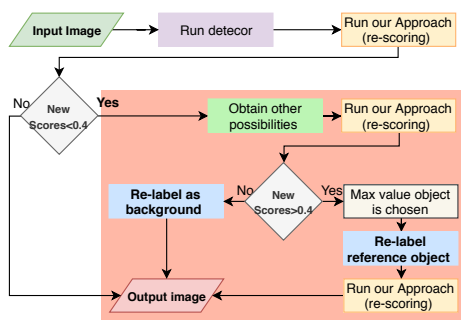 Input Image
Run detecor
Run our Approach
(re-scoring)
No
New
Scores<0.4
Yes
Obtain other
possibilities
Run our Approach
(re-scoring)
Re-label as
background
No
New
Scores>0.4
Yes
Max value object
is chosen
Re-label
reference object
Output image
Run our Approach
(re-scoring)